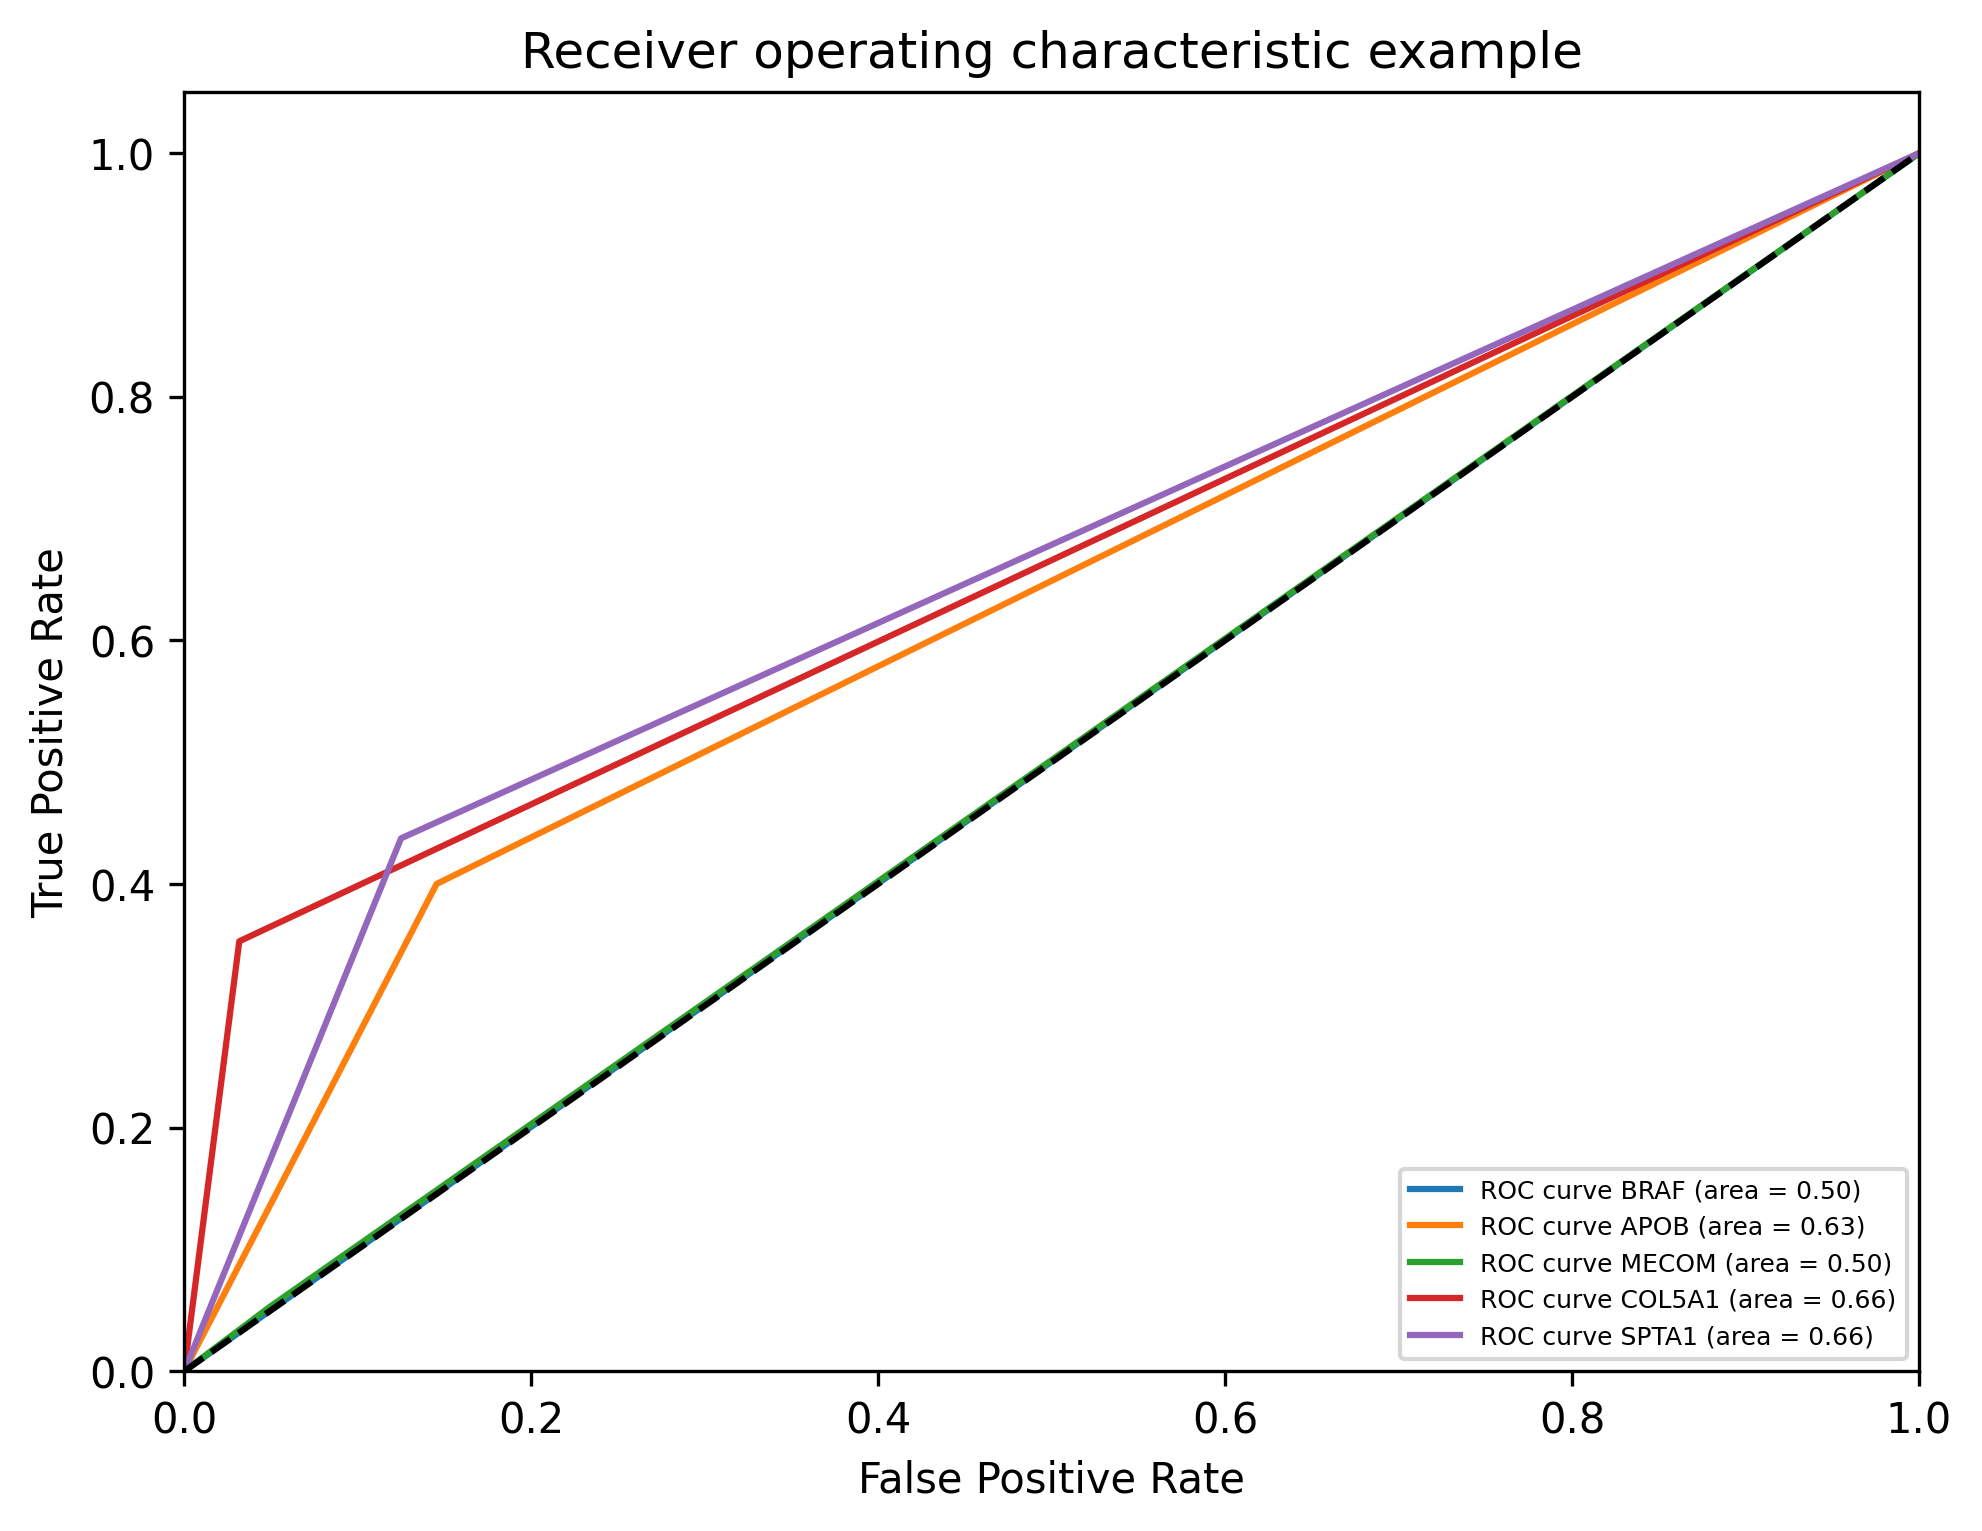 Receiver operating characteristic example
True Positive Rate
1.0
0.8
0.6
0.4
0.2
0.0
ROC curve BRAF (area = 0.50)
ROC curve APOB (area = 0.63)
ROC curve MECOM (area = 0.50)
ROC curve COL5A1 (area = 0.66)
ROC curve SPTA1 (area = 0.66)
0.0 0.2 0.4 0.6 0.8 1.0
False Positive Rate